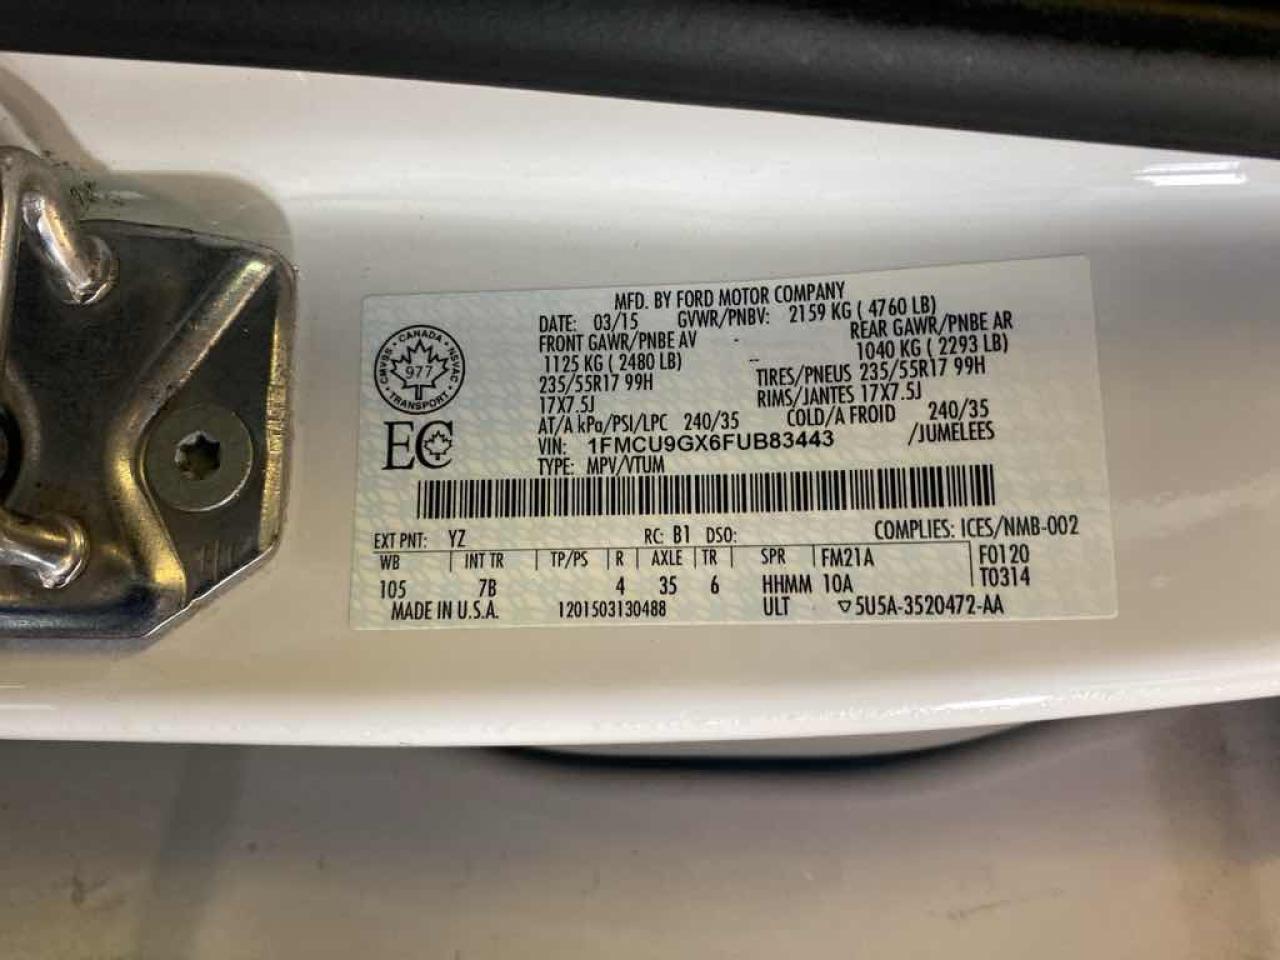 MFD. BY FORD MOTOR COMPANY
DATE: 03/15 GVWR/PNBV: 2159 KG ( 4760 LB)
FRONT GAWR/PNBE AV - REAR GAWR/PNBE AR
1125 KG ( 2480 LB) -- 1040 KG ( 2293 LB)
235/55R17 99H TIRES/PNEUS 235/55R17 99H
17X7.5J RIMS/JANTES 17X7.5J
AT/A kPa/PSI/LPC 240/35 COLD/A FROID 240/35
VIN: 1FMCU9GX6FUB83443 /JUMELEES
TYPE: MPV/VTUM
CANADA
CMVSS NSVAC
977
TRANSPORT
EC
EXT PNT: YZ RC: B1 DSO: COMPLIES: ICES/NMB-002
WB INT TR TP/PS R AXLE TR SPR FM21A F0120
105 7B 4 35 6 HHMM 10A T0314
MADE IN U.S.A. 1201503130488 ULT ▽5U5A-3520472-AA